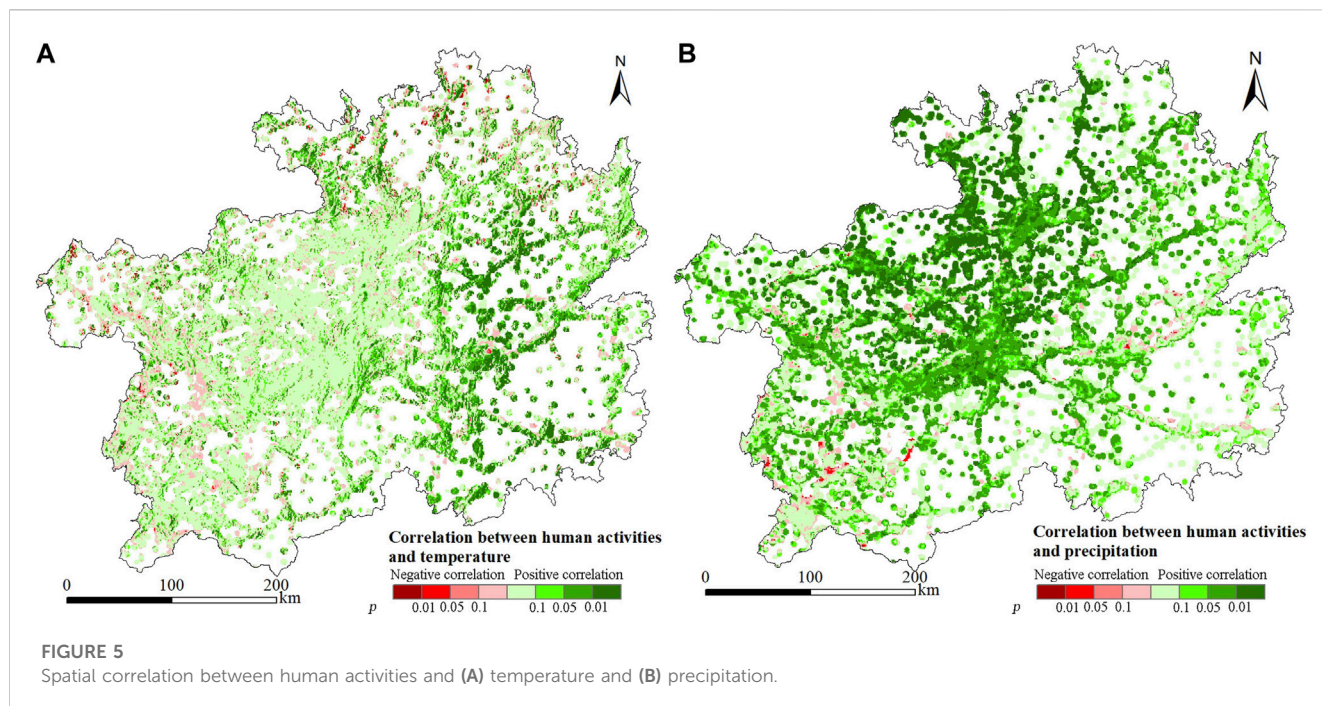 A
N
Correlation between human activities
and temperature
Negative correlation Positive correlation
p 0.01 0.05 0.1 0.1 0.05 0.01
0 100 200
km
B
N
Correlation between human activities
and precipitation
Negative correlation Positive correlation
p 0.01 0.05 0.1 0.1 0.05 0.01
0 100 200
km
FIGURE 5
Spatial correlation between human activities and (A) temperature and (B) precipitation.